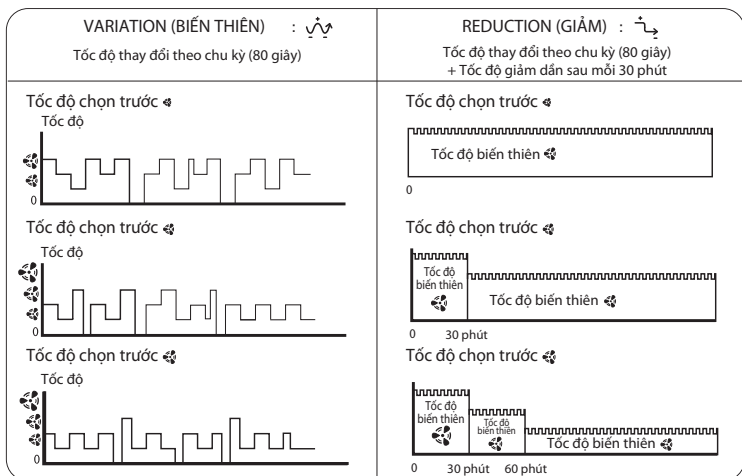 VARIATION (BIẾN THIÊN) :
Tốc độ thay đổi theo chu kỳ (80 giây)
Tốc độ chọn trước
Tốc độ
0
Tốc độ chọn trước
Tốc độ
0
Tốc độ chọn trước
Tốc độ
0
REDUCTION (GIẢM) :
Tốc độ thay đổi theo chu kỳ (80 giây)
+ Tốc độ giảm dần sau mỗi 30 phút
Tốc độ chọn trước
Tốc độ biến thiên
0
Tốc độ chọn trước
Tốc độ
biến thiên
Tốc độ biến thiên
0 30 phút
Tốc độ chọn trước
Tốc độ
biến thiên
Tốc độ
biến thiên
Tốc độ biến thiên
0 30 phút 60 phút